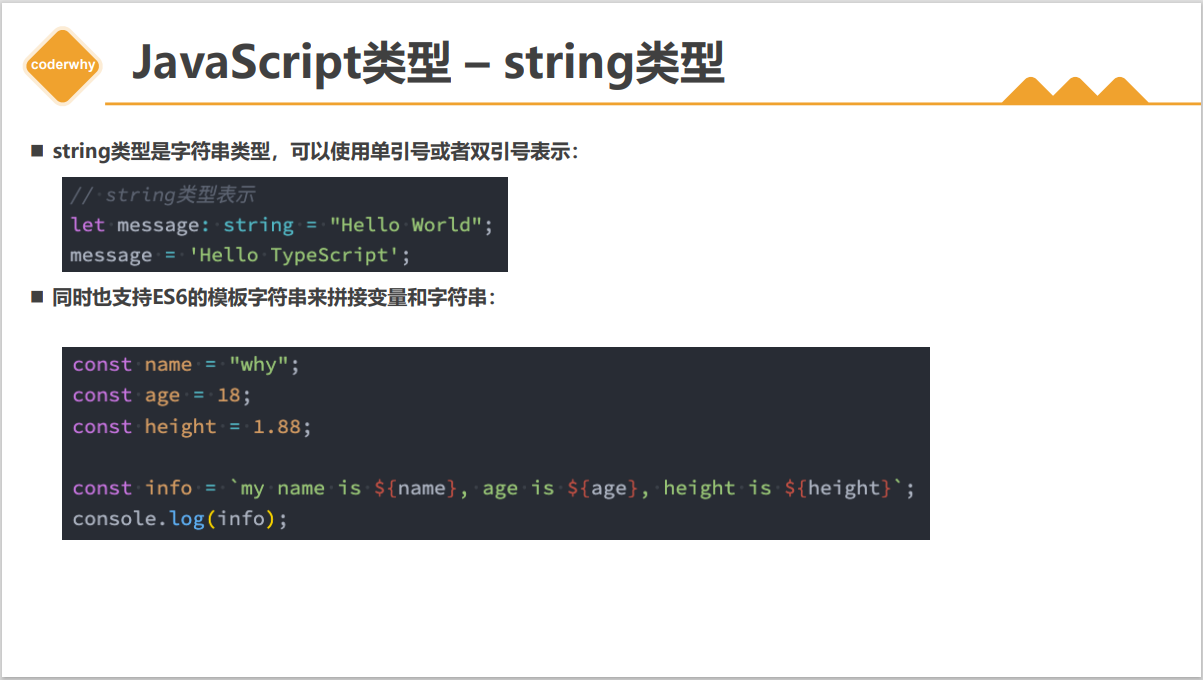 coderwhy
JavaScript类型 – string类型
■ string类型是字符串类型，可以使用单引号或者双引号表示：
// string类型表示
let message: string = "Hello World";
message = 'Hello TypeScript';
■ 同时也支持ES6的模板字符串来拼接变量和字符串：
const name = "why";
const age = 18;
const height = 1.88;
const info = `my name is ${name}, age is ${age}, height is ${height}`;
console.log(info);